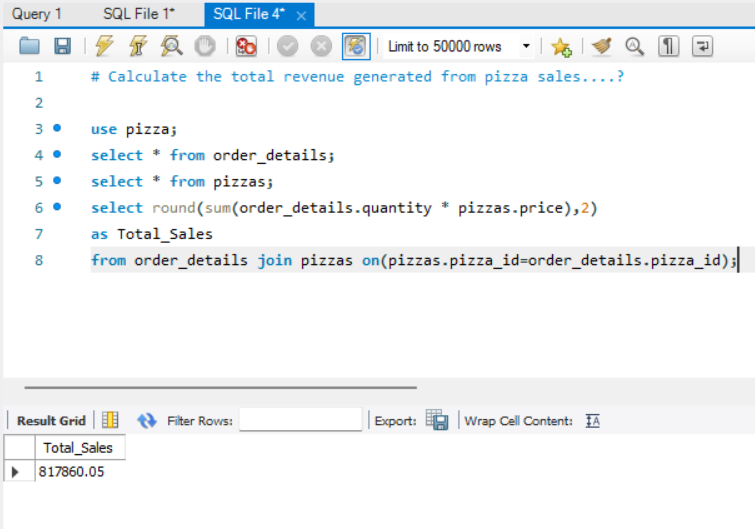 Query 1 SQL File 1* SQL File 4* ×
Limit to 50000 rows
1 # Calculate the total revenue generated from pizza sales....?
2
3 use pizza;
4 select * from order_details;
5 select * from pizzas;
6 select round(sum(order_details.quantity * pizzas.price),2)
7 as Total_Sales
8 from order_details join pizzas on(pizzas.pizza_id=order_details.pizza_id);
Result Grid Filter Rows: Export: Wrap Cell Content: IA
Total_Sales
817860.05